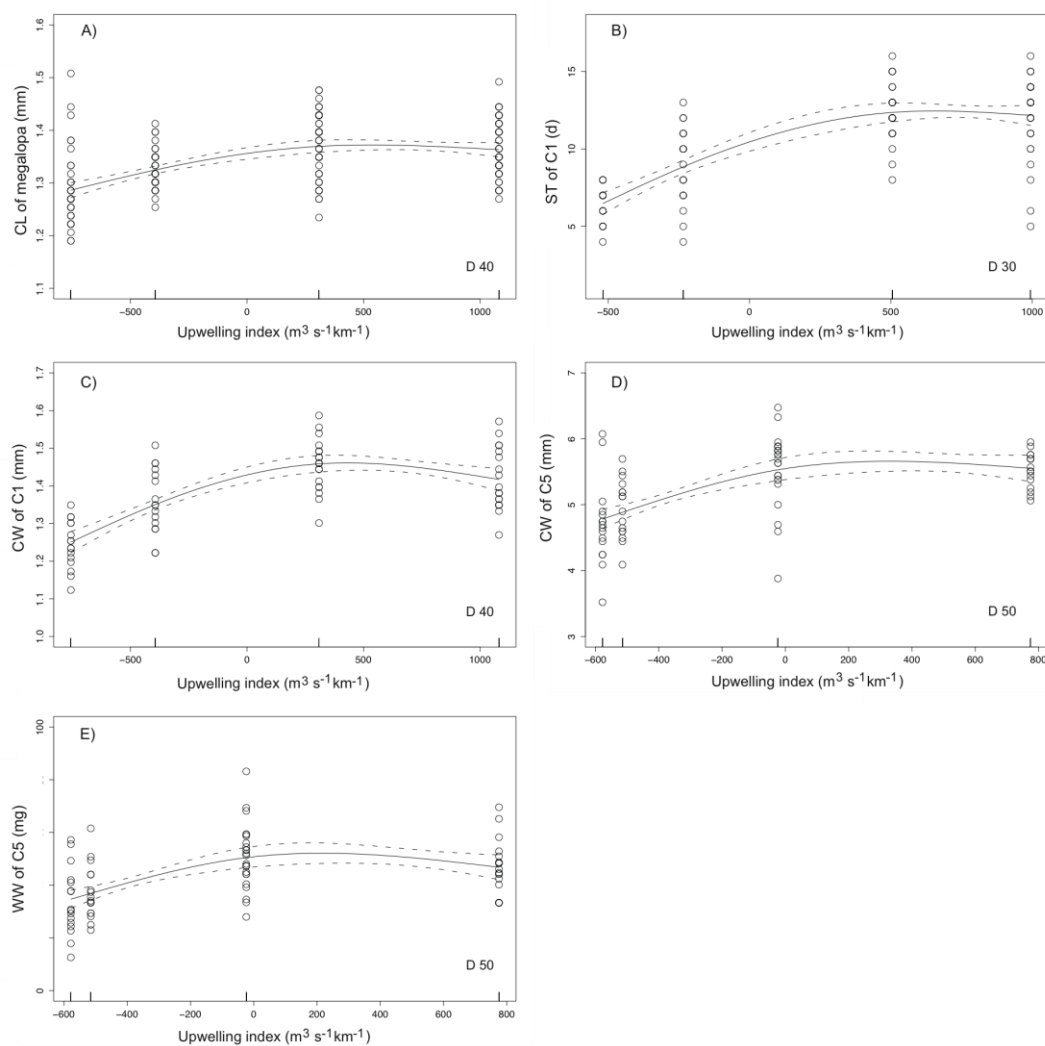 A)
CL of megalopa (mm)
1.1 1.2 1.3 1.4 1.5 1.6
D 40
−500 0 500 1000
Upwelling index (m³ s⁻¹km⁻¹)
B)
ST of C1 (d)
5 10 15
D 30
−500 0 500 1000
Upwelling index (m³ s⁻¹km⁻¹)
C)
CW of C1 (mm)
1.0 1.1 1.2 1.3 1.4 1.5 1.6 1.7
D 40
−500 0 500 1000
Upwelling index (m³ s⁻¹km⁻¹)
D)
CW of C5 (mm)
3 4 5 6 7
D 50
−600 −400 −200 0 200 400 600 800
Upwelling index (m³ s⁻¹km⁻¹)
E)
WW of C5 (mg)
0 100
D 50
−600 −400 −200 0 200 400 600 800
Upwelling index (m³ s⁻¹km⁻¹)